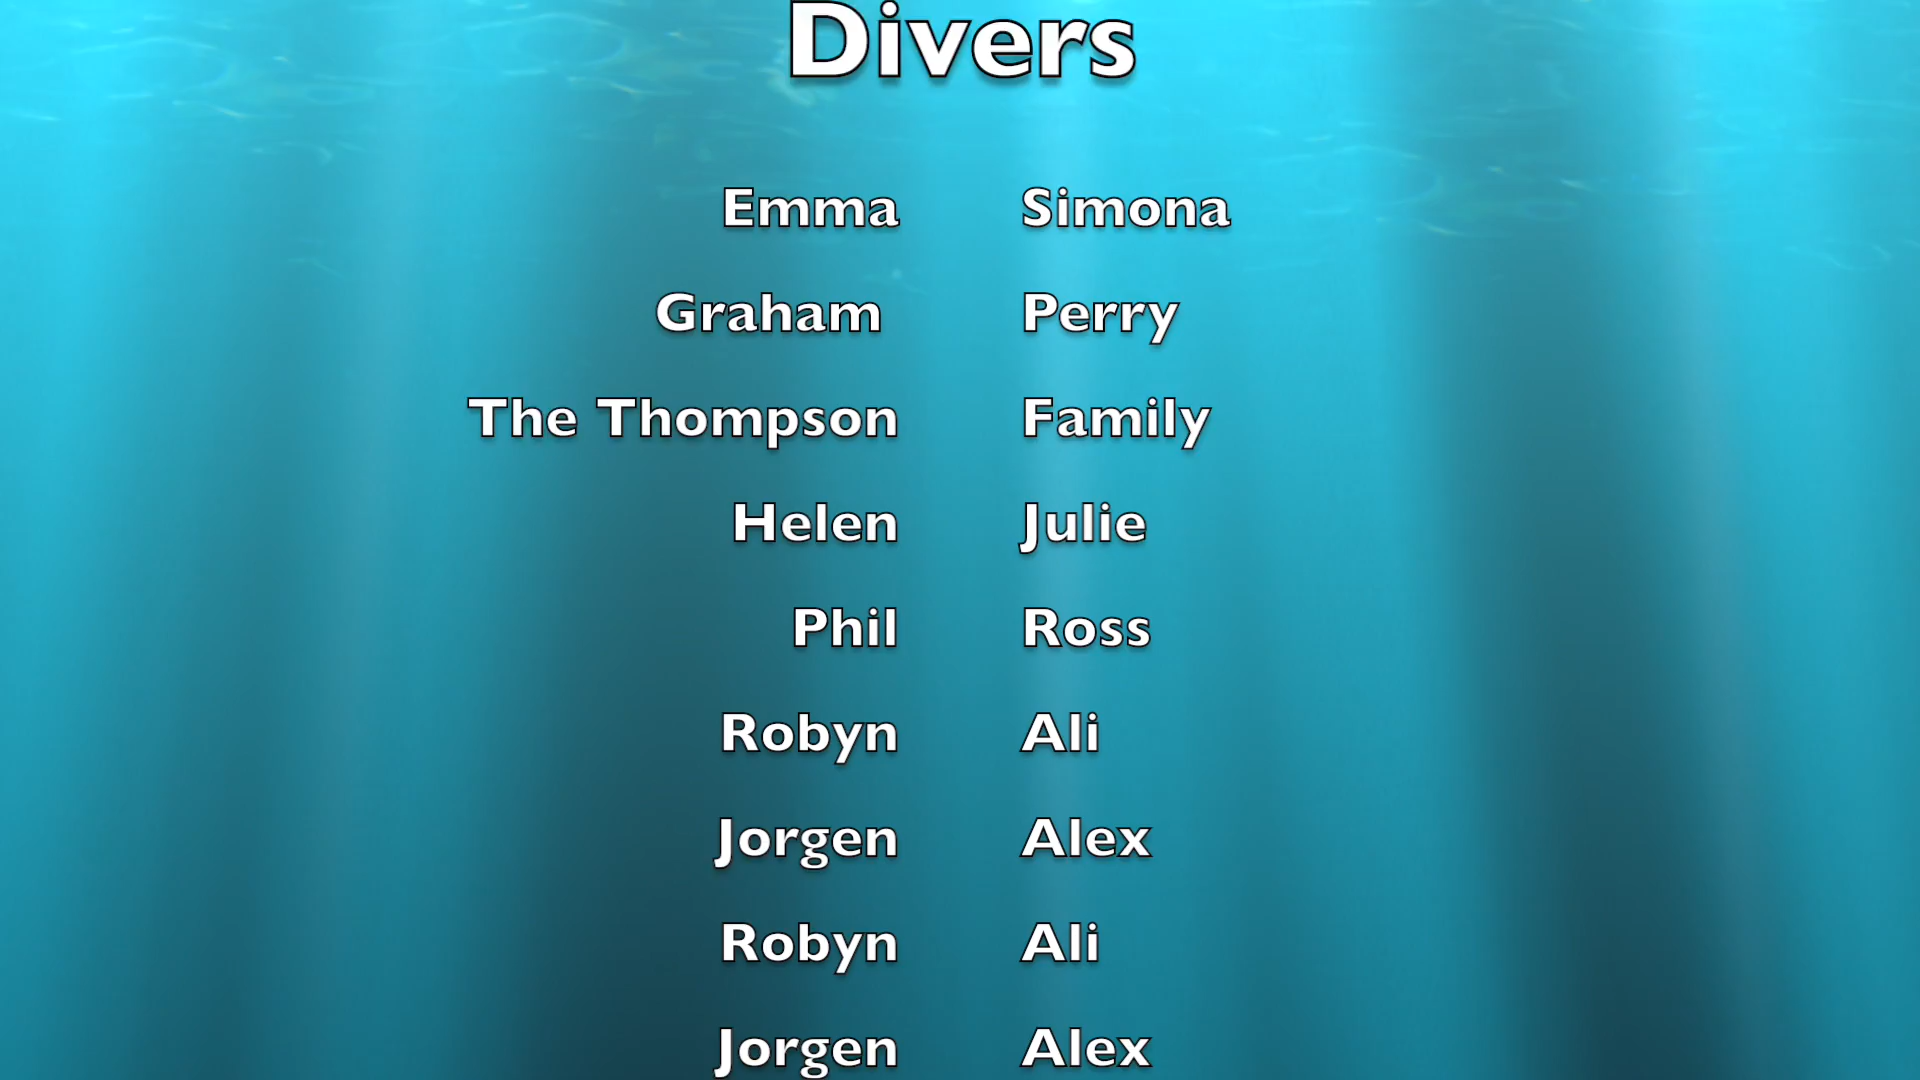 Divers
Emma Simona
Graham Perry
The Thompson Family
Helen Julie
Phil Ross
Robyn Ali
Jorgen Alex
Robyn Ali
Jorgen Alex